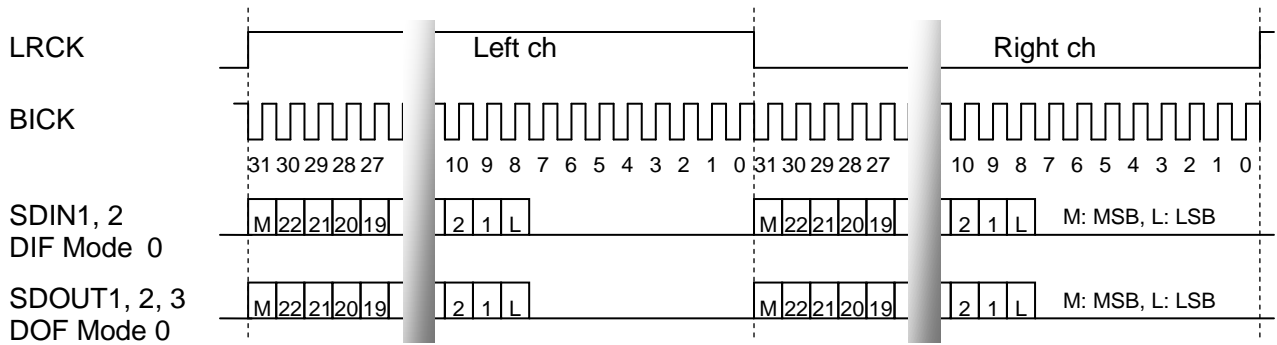 LRCK Left ch Right ch
BICK
31 30 29 28 27 10 9 8 7 6 5 4 3 2 1 0 31 30 29 28 27 10 9 8 7 6 5 4 3 2 1 0
SDIN1, 2
DIF Mode 0
M 22 21 20 19 2 1 L M 22 21 20 19 2 1 L M: MSB, L: LSB
SDOUT1, 2, 3
DOF Mode 0
M 22 21 20 19 2 1 L M 22 21 20 19 2 1 L M: MSB, L: LSB